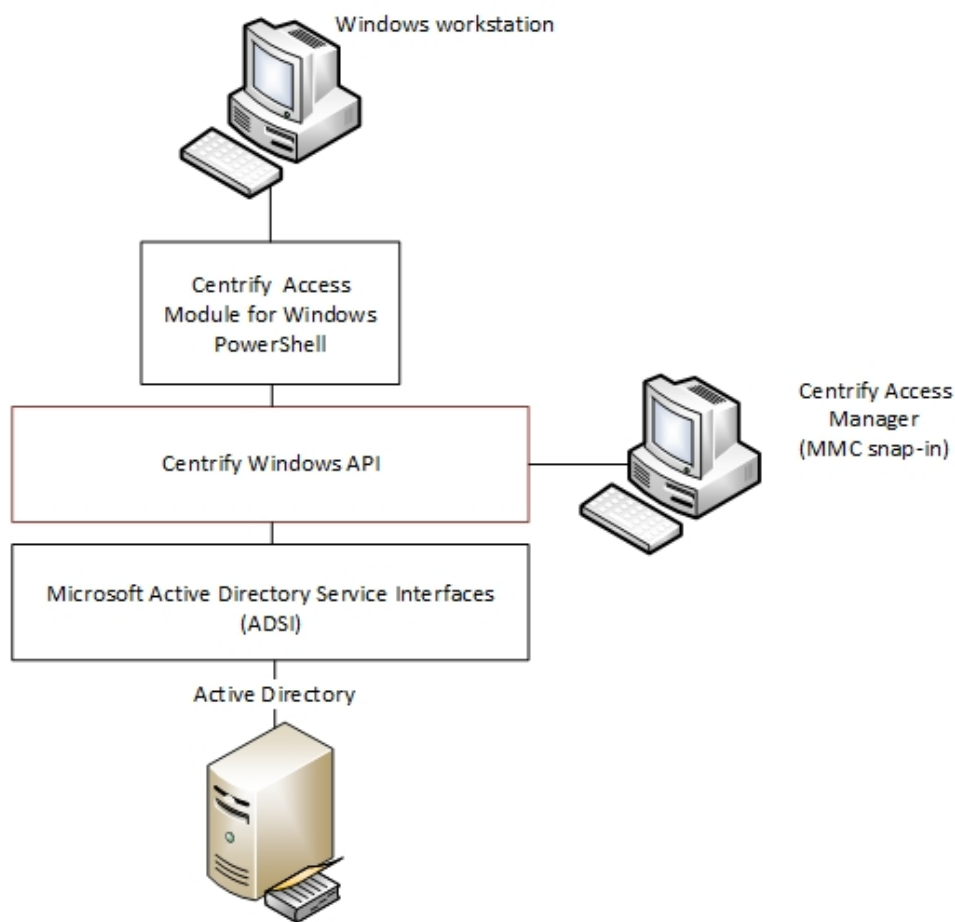 Windows workstation
Centrify Access
Module for Windows
PowerShell
Centrify Access
Manager
(MMC snap-in)
Centrify Windows API
Microsoft Active Directory Service Interfaces
(ADSI)
Active Directory